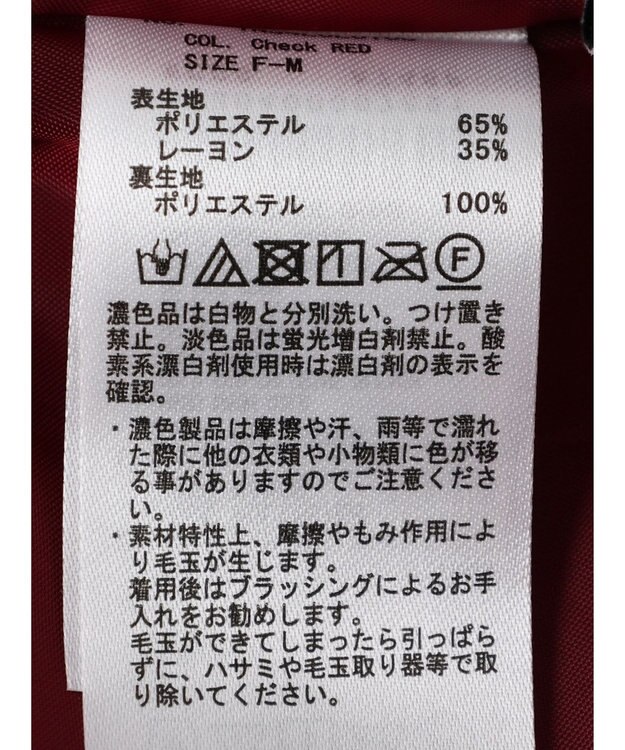 COL. Check RED
SIZE F-M
表生地
ポリエステル 65%
レーヨン 35%
裏生地
ポリエステル 100%
F
濃色品は白物と分別洗い。つけ置き
禁止。淡色品は蛍光増白剤禁止。酸
素系漂白剤使用時は漂白剤の表示を
確認。
・濃色製品は摩擦や汗、雨等で濡れ
た際に他の衣類や小物類に色が移
る事がありますのでご注意くださ
い。
・素材特性上、摩擦やもみ作用によ
り毛玉が生じます。
着用後はブラッシングによるお手
入れをお勧めします。
毛玉ができてしまったら引っぱら
ずに、ハサミや毛玉取り器等で取
り除いてください。